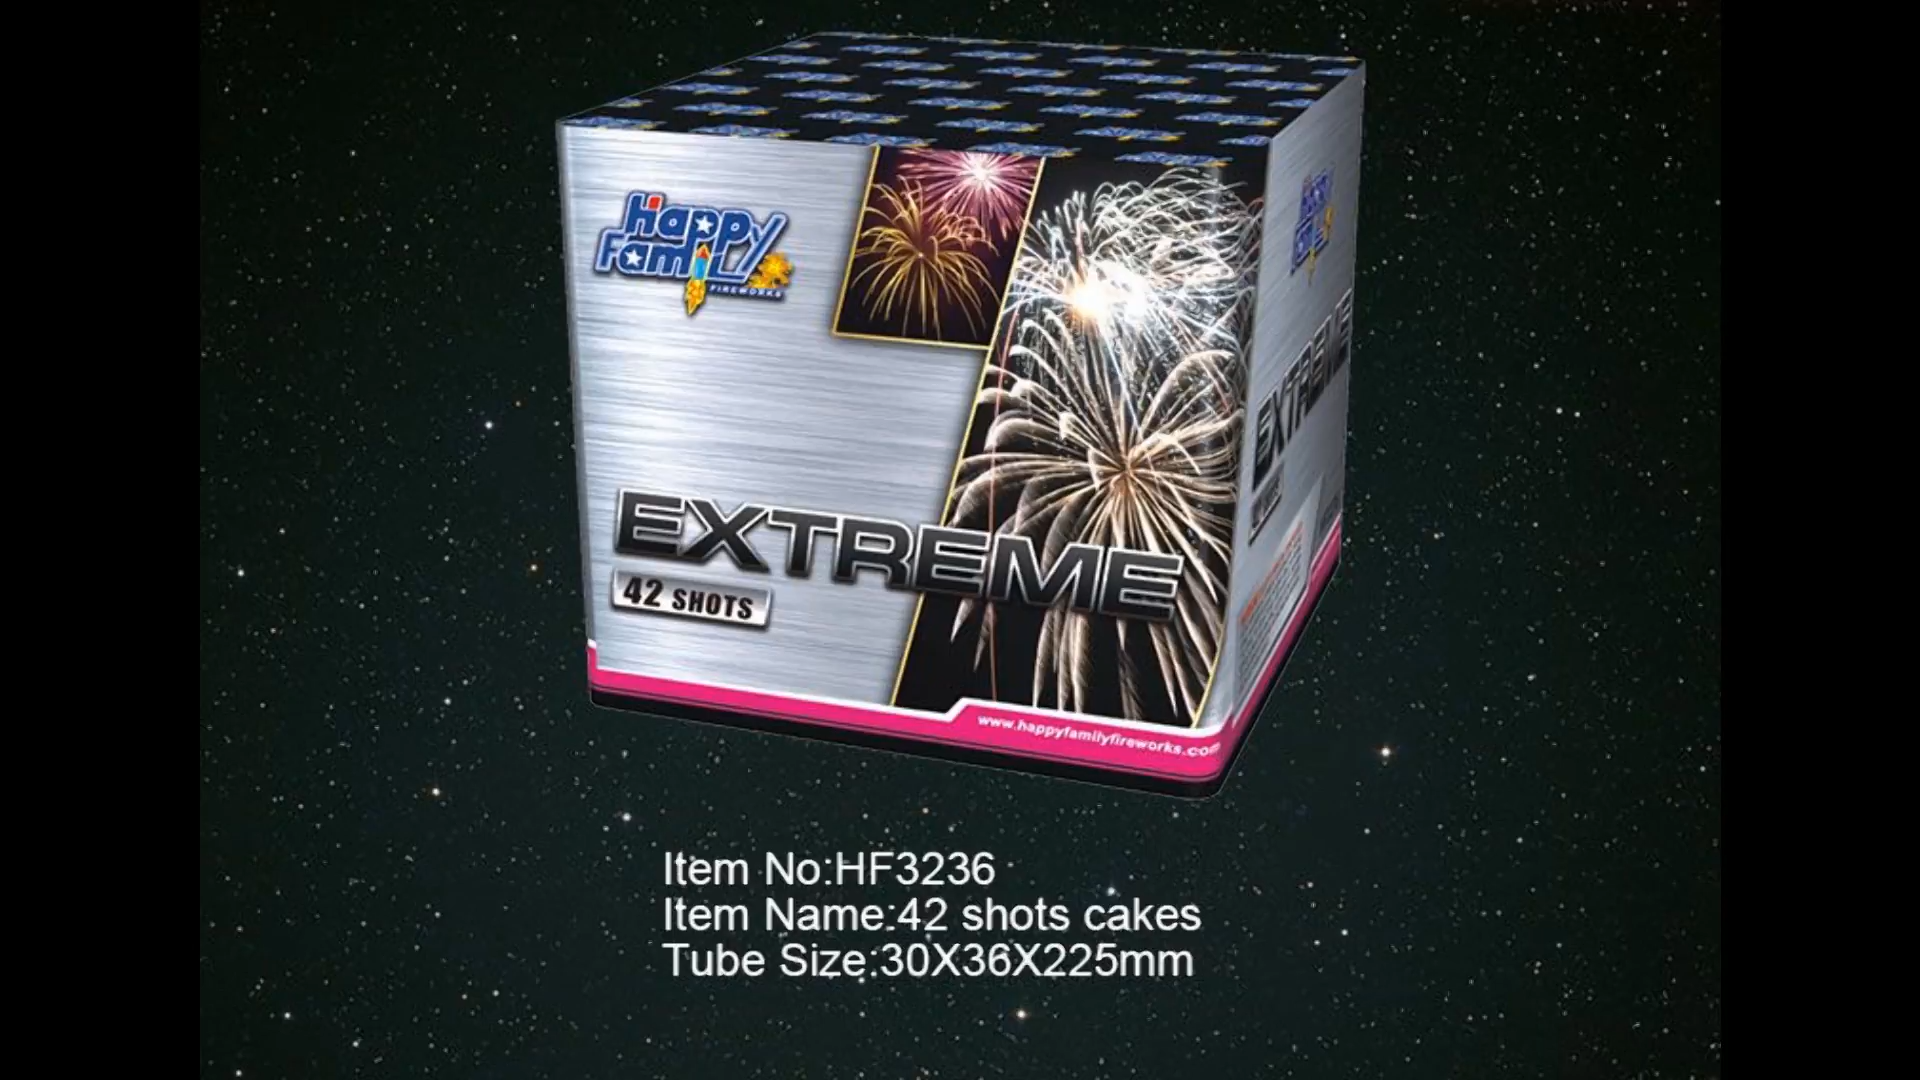 Happy
Family
FIREWORKS
EXTREME
42 SHOTS
www.happyfamilyfireworks.com
EXTREME
Item No:HF3236
Item Name:42 shots cakes
Tube Size:30X36X225mm